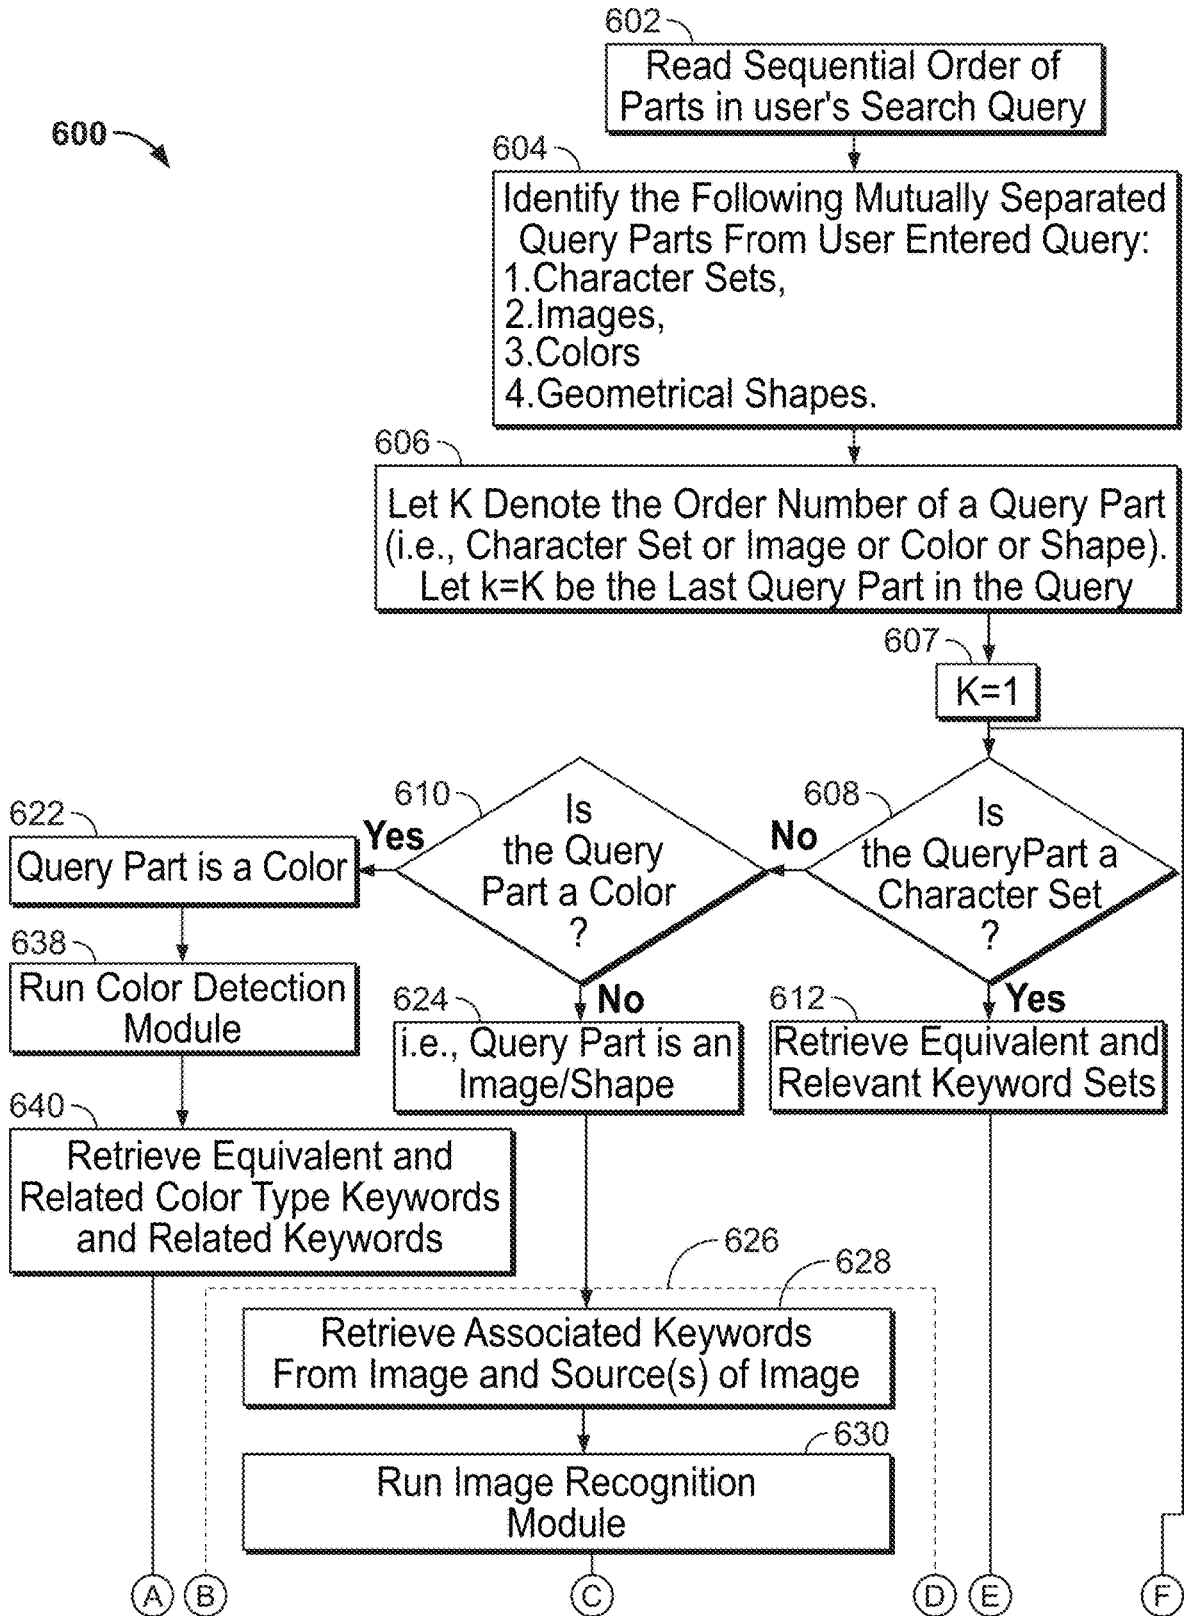 602
Read Sequential Order of
Parts in user's Search Query
600
604
Identify the Following Mutually Separated
Query Parts From User Entered Query:
1.Character Sets,
2.Images,
3.Colors
4.Geometrical Shapes.
606
Let K Denote the Order Number of a Query Part
(i.e., Character Set or Image or Color or Shape).
Let k=K be the Last Query Part in the Query
607
K=1
608
Is
the QueryPart a
Character Set
?
No
Yes
610
Is
the Query
Part a Color
?
Yes
No
622
Query Part is a Color
638
Run Color Detection
Module
640
Retrieve Equivalent and
Related Color Type Keywords
and Related Keywords
624
i.e., Query Part is an
Image/Shape
612
Retrieve Equivalent and
Relevant Keyword Sets
626
628
Retrieve Associated Keywords
From Image and Source(s) of Image
630
Run Image Recognition
Module
A
B
C
D
E
F